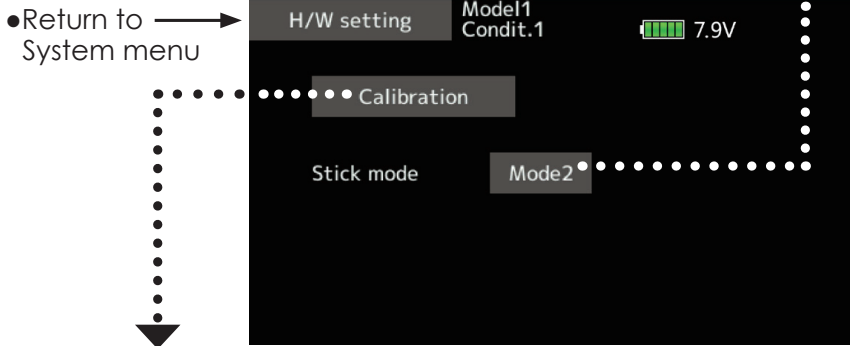 ●Return to
System menu
H/W setting
Model1
Condit.1
7.9V
Calibration
Stick mode
Mode2